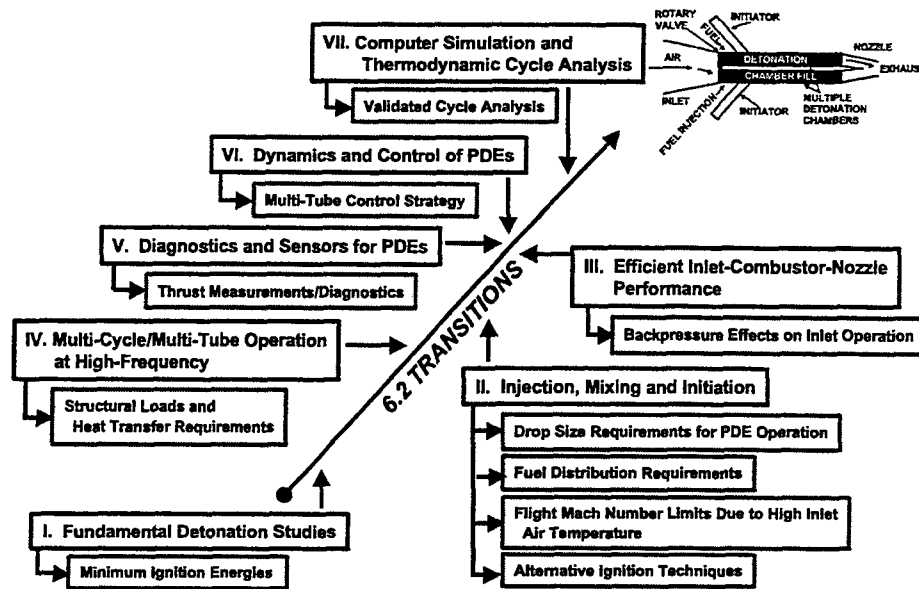 VII. Computer Simulation and
Thermodynamic Cycle Analysis
Validated Cycle Analysis
ROTARY
VALVE
FUEL
INITIATOR
AIR
DETONATION
CHAMBER FILL
NOZZLE
EXHAUS
INLET
FUEL INJECTION
INITIATOR
MULTIPLE
DETONATION
CHAMBERS
VI. Dynamics and Control of PDEs
Multi-Tube Control Strategy
V. Diagnostics and Sensors for PDEs
Thrust Measurements/Diagnostics
III. Efficient Inlet-Combustor-Nozzle
Performance
Backpressure Effects on Inlet Operation
IV. Multi-Cycle/Multi-Tube Operation
at High-Frequency
Structural Loads and
Heat Transfer Requirements
6.2 TRANSITIONS
II. Injection, Mixing and Initiation
Drop Size Requirements for PDE Operation
Fuel Distribution Requirements
Flight Mach Number Limits Due to High Inlet
Air Temperature
Alternative Ignition Techniques
I. Fundamental Detonation Studies
Minimum Ignition Energies